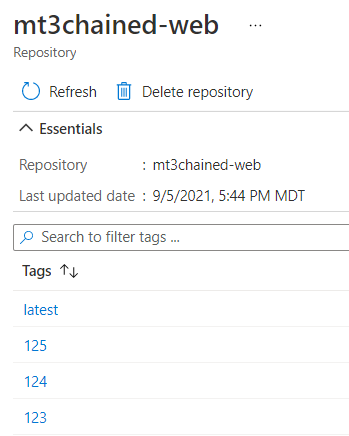 mt3chained-web ...
Repository
Refresh Delete repository
Essentials
Repository : mt3chained-web
Last updated date : 9/5/2021, 5:44 PM MDT
Search to filter tags ...
Tags ↑↓
latest
125
124
123